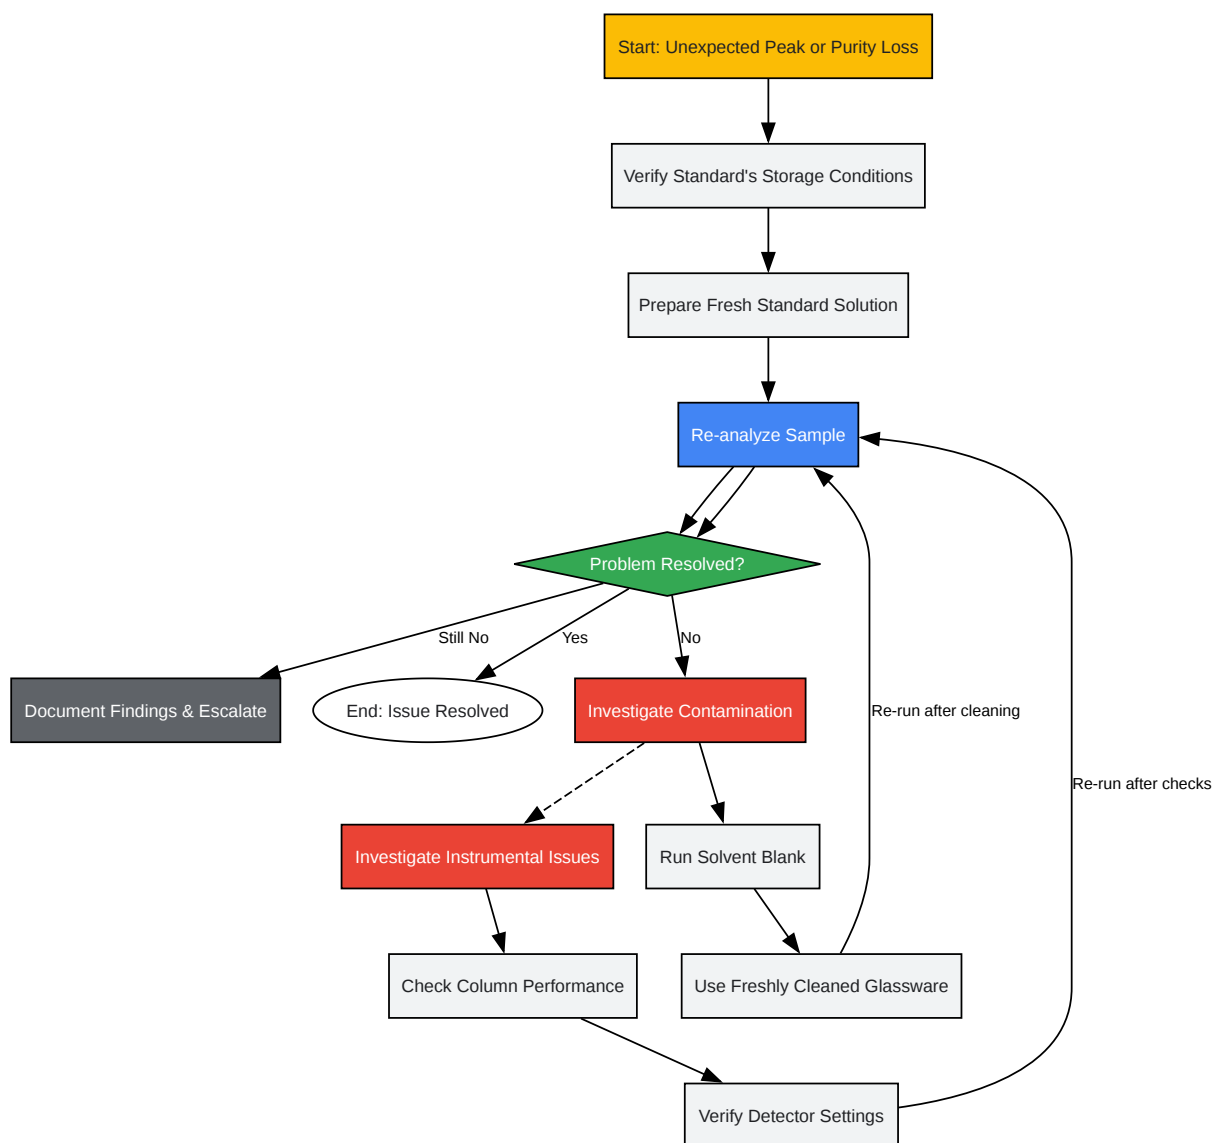 Start: Unexpected Peak or Purity Loss
Verify Standard's Storage Conditions
Prepare Fresh Standard Solution
Re-analyze Sample
Problem Resolved?
Still No
Yes
No
Document Findings & Escalate
End: Issue Resolved
Investigate Contamination
Re-run after cleaning
Re-run after checks
Investigate Instrumental Issues
Run Solvent Blank
Check Column Performance
Use Freshly Cleaned Glassware
Verify Detector Settings